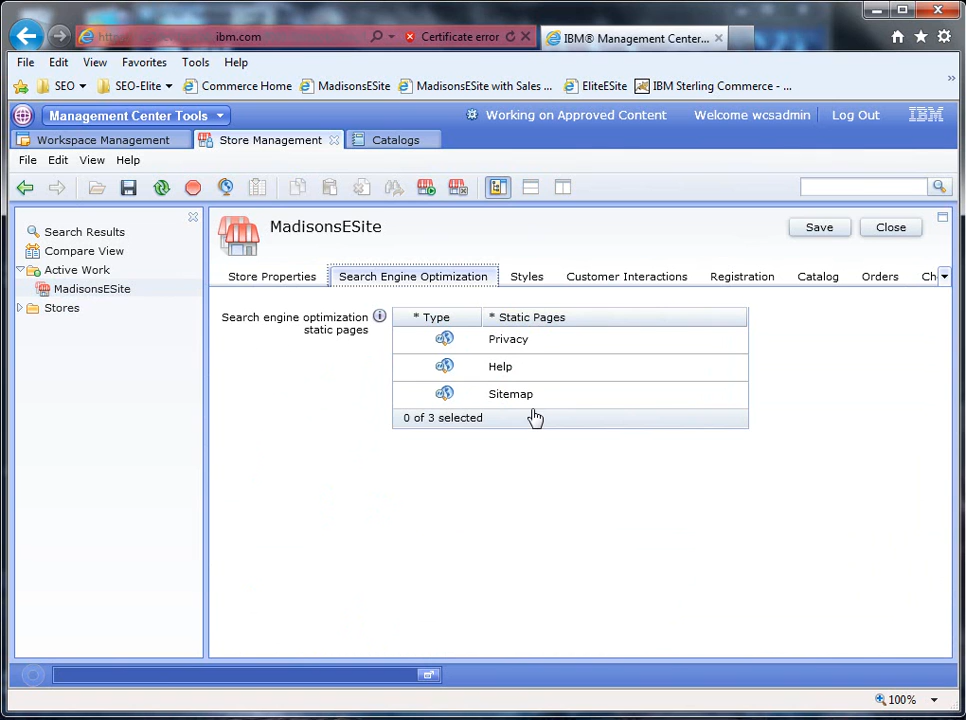 ibm.com
Certificate error
IBM® Management Center...
File Edit View Favorites Tools Help
SEO SEO-Elite Commerce Home MadisonsESite MadisonsESite with Sales ... EliteESite IBM Sterling Commerce - ...
Management Center Tools
Working on Approved Content Welcome wcsadmin Log Out IBM
Workspace Management Store Management Catalogs
File Edit View Help
Search Results
Compare View
Active Work
MadisonsESite
Stores
MadisonsESite
Save Close
Store Properties Search Engine Optimization Styles Customer Interactions Registration Catalog Orders Ch
Search engine optimization
static pages
* Type * Static Pages
Privacy
Help
Sitemap
0 of 3 selected
100%